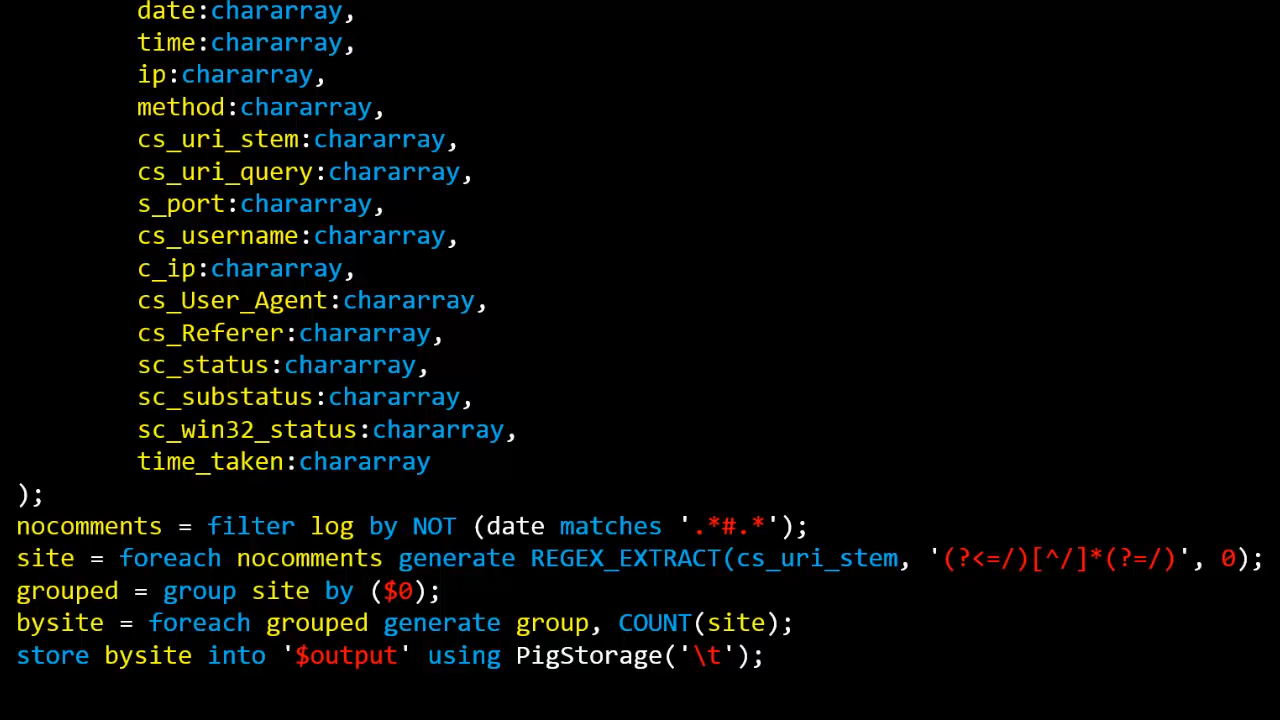 date:chararray,
time:chararray,
ip:chararray,
method:chararray,
cs_uri_stem:chararray,
cs_uri_query:chararray,
s_port:chararray,
cs_username:chararray,
c_ip:chararray,
cs_User_Agent:chararray,
cs_Referer:chararray,
sc_status:chararray,
sc_substatus:chararray,
sc_win32_status:chararray,
time_taken:chararray
);
nocomments = filter log by NOT (date matches '.*#.*');
site = foreach nocomments generate REGEX_EXTRACT(cs_uri_stem, '(?<=/)[^/]*(?=/)', 0);
grouped = group site by ($0);
bysite = foreach grouped generate group, COUNT(site);
store bysite into '$output' using PigStorage('\t');